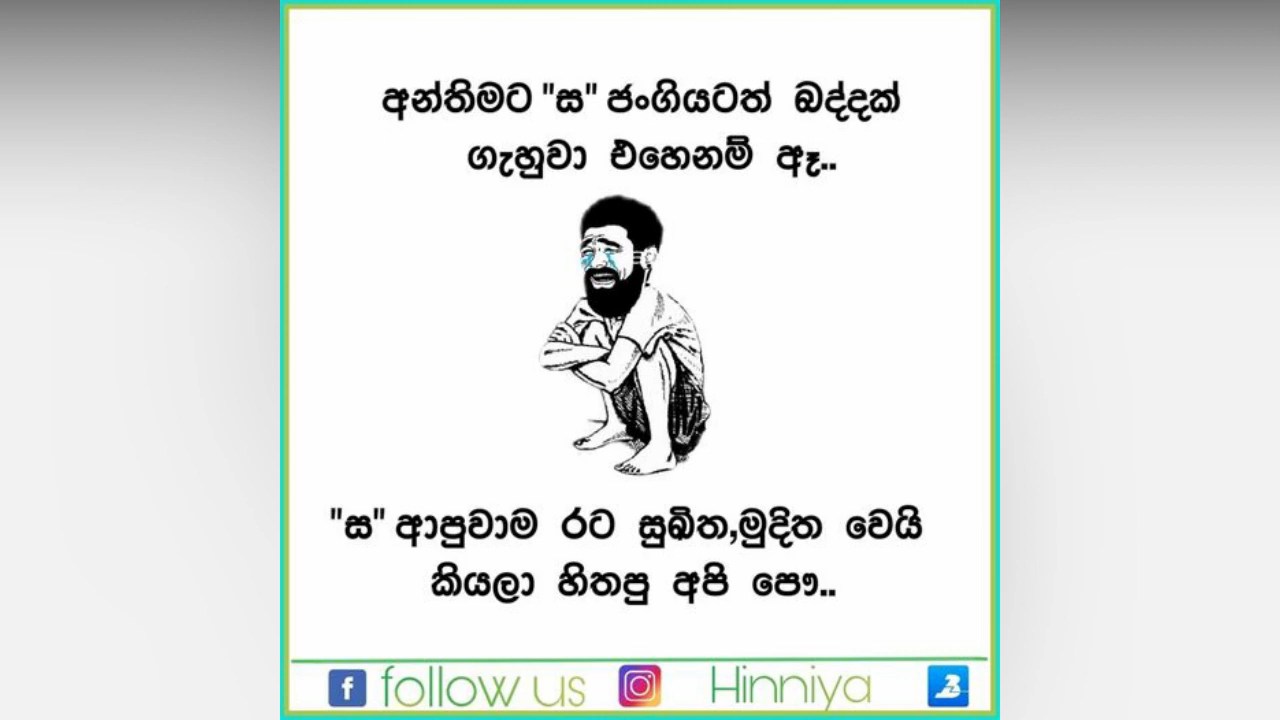 අන්තිමට "ස" ජංගියටත් බද්දක්
ගැහුවා එහෙනම් ඈ..
"ස" ආපුවාම රට සුඛිත,මුදිත වෙයි
කියලා හිතපු අපි පෞ..
follow us Hinniya